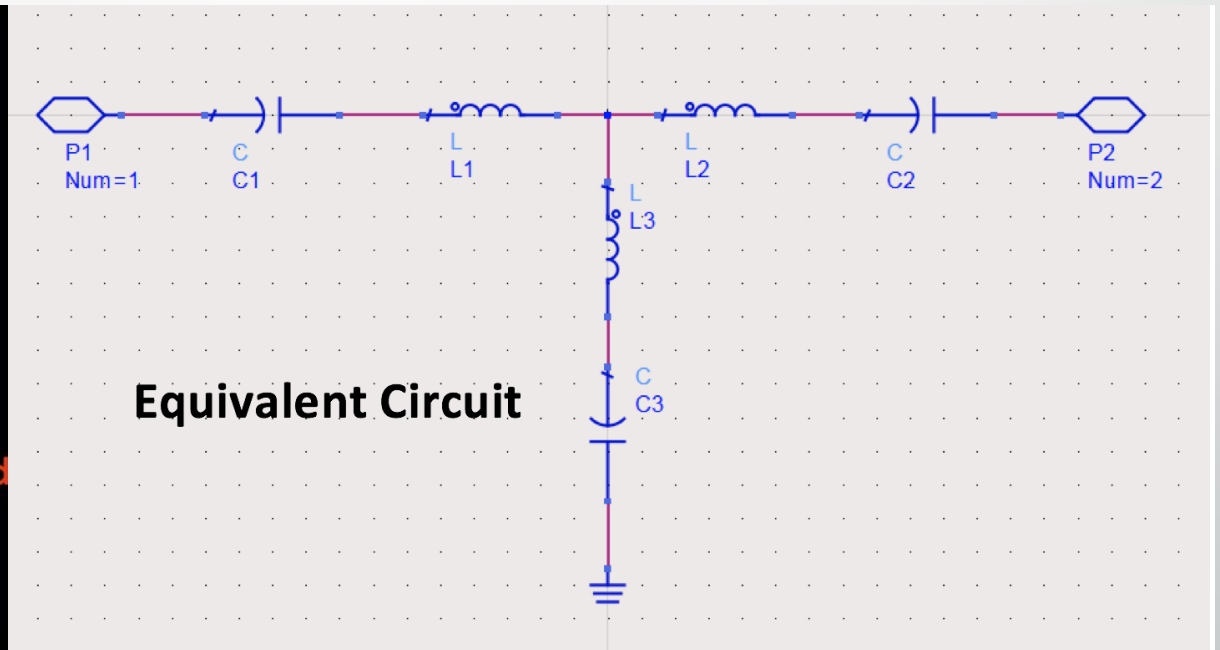 P1
Num=1
C
C1
L
L1
L
L2
C
C2
P2
Num=2
L
L3
C
C3
Equivalent Circuit